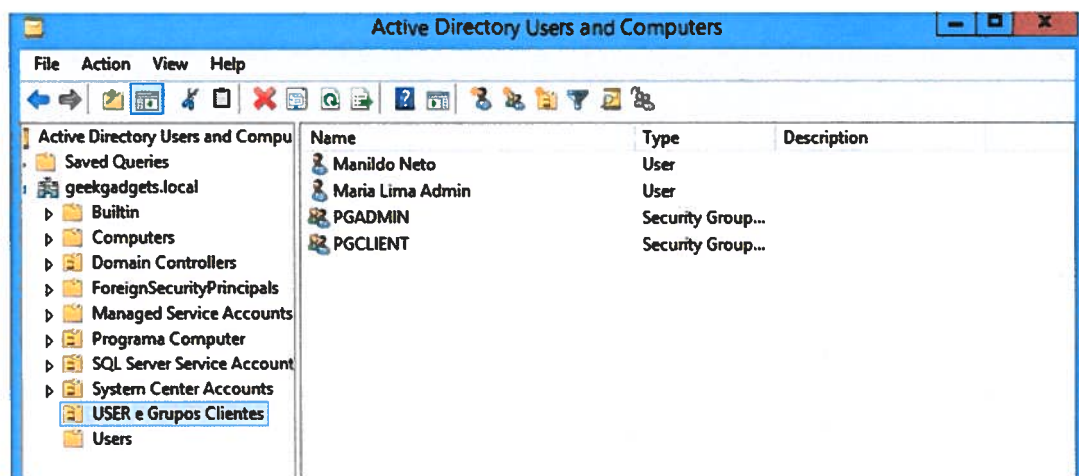 Active Directory Users and Computers
File Action View Help
Active Directory Users and Compu
Saved Queries
geekgadgets.local
Builtin
Computers
Domain Controllers
ForeignSecurityPrincipals
Managed Service Accounts
Programa Computer
SQL Server Service Account
System Center Accounts
USER e Grupos Clientes
Users
Name Type Description
Manildo Neto User
Maria Lima Admin User
PGADMIN Security Group...
PGCLIENT Security Group...